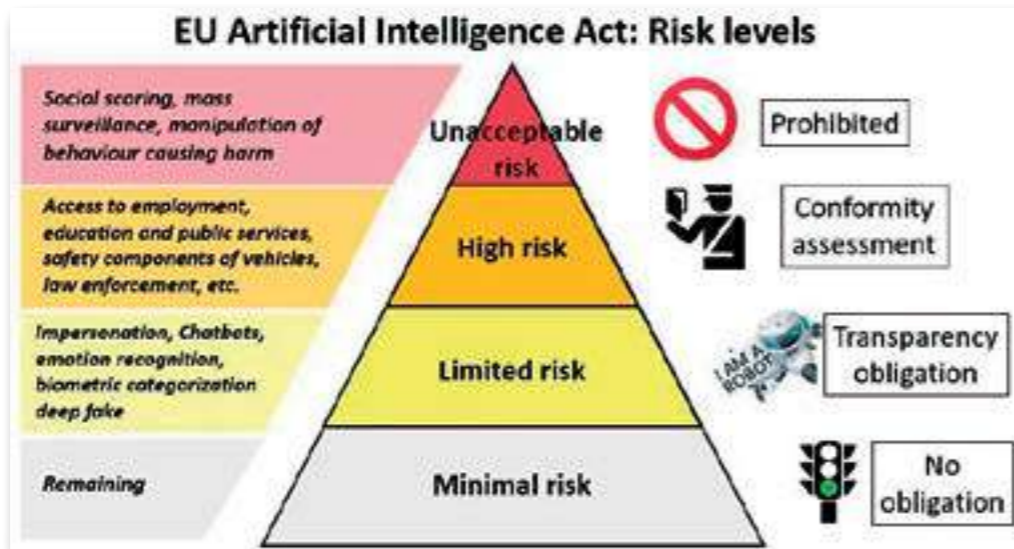 EU Artificial Intelligence Act: Risk levels
Social scoring, mass
surveillance, manipulation of
behaviour causing harm
Unacceptable
risk
Prohibited
Access to employment,
education and public services,
safety components of vehicles,
law enforcement, etc.
High risk
Conformity
assessment
Impersonation, Chatbots,
emotion recognition,
biometric categorization
deep fake
Limited risk
I AM A
ROBOT
Transparency
obligation
Remaining
Minimal risk
No
obligation